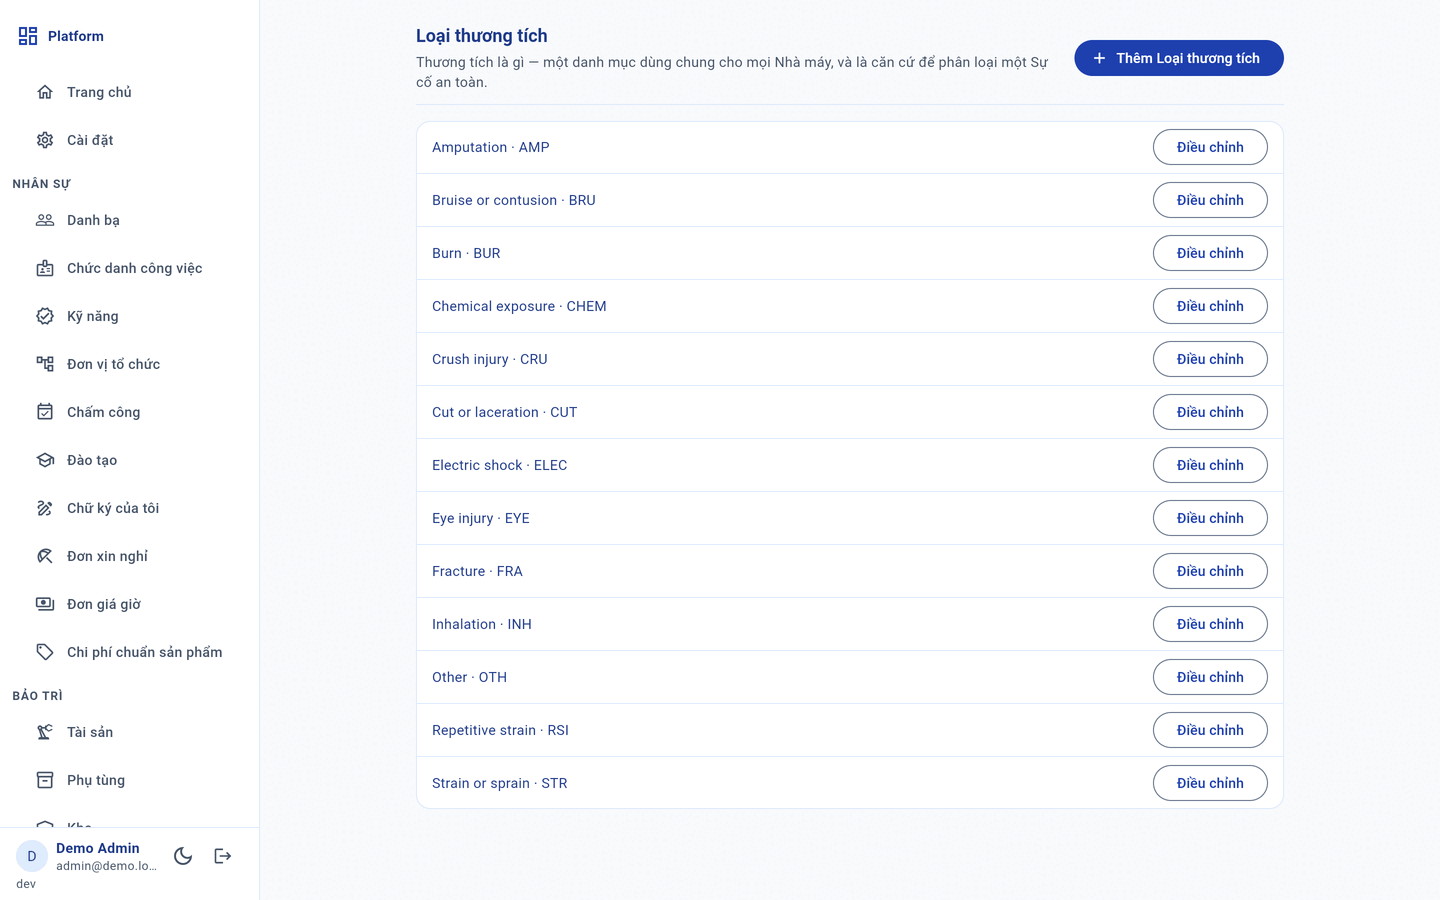 Platform
Trang chủ
Cài đặt
NHÂN SỰ
Danh bạ
Chức danh công việc
Kỹ năng
Đơn vị tổ chức
Chấm công
Đào tạo
Chữ ký của tôi
Đơn xin nghỉ
Đơn giá giờ
Chi phí chuẩn sản phẩm
BẢO TRÌ
Tài sản
Phụ tùng
Demo Admin
admin@demo.lo...
D
dev
Loại thương tích
Thương tích là gì — một danh mục dùng chung cho mọi Nhà máy, và là căn cứ để phân loại một Sự
cố an toàn.
Thêm Loại thương tích
Amputation · AMP Điều chỉnh
Bruise or contusion · BRU Điều chỉnh
Burn · BUR Điều chỉnh
Chemical exposure · CHEM Điều chỉnh
Crush injury · CRU Điều chỉnh
Cut or laceration · CUT Điều chỉnh
Electric shock · ELEC Điều chỉnh
Eye injury · EYE Điều chỉnh
Fracture · FRA Điều chỉnh
Inhalation · INH Điều chỉnh
Other · OTH Điều chỉnh
Repetitive strain · RSI Điều chỉnh
Strain or sprain · STR Điều chỉnh